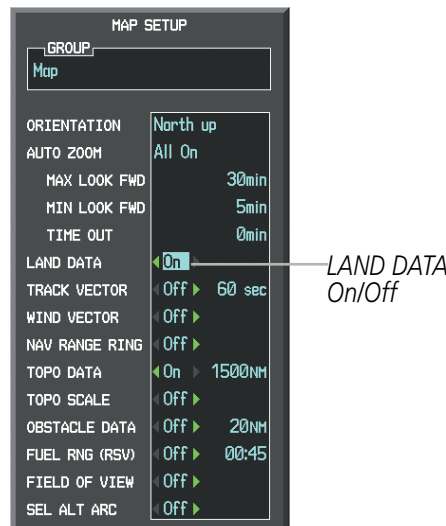 MAP SETUP
GROUP
Map
ORIENTATION North up
AUTO ZOOM All On
MAX LOOK FWD 30min
MIN LOOK FWD 5min
TIME OUT 0min
LAND DATA On
LAND DATA
On/Off
TRACK VECTOR Off 60 sec
WIND VECTOR Off
NAV RANGE RING Off
TOPO DATA On 1500NM
TOPO SCALE Off
OBSTACLE DATA Off 20NM
FUEL RNG (RSV) Off 00:45
FIELD OF VIEW Off
SEL ALT ARC Off